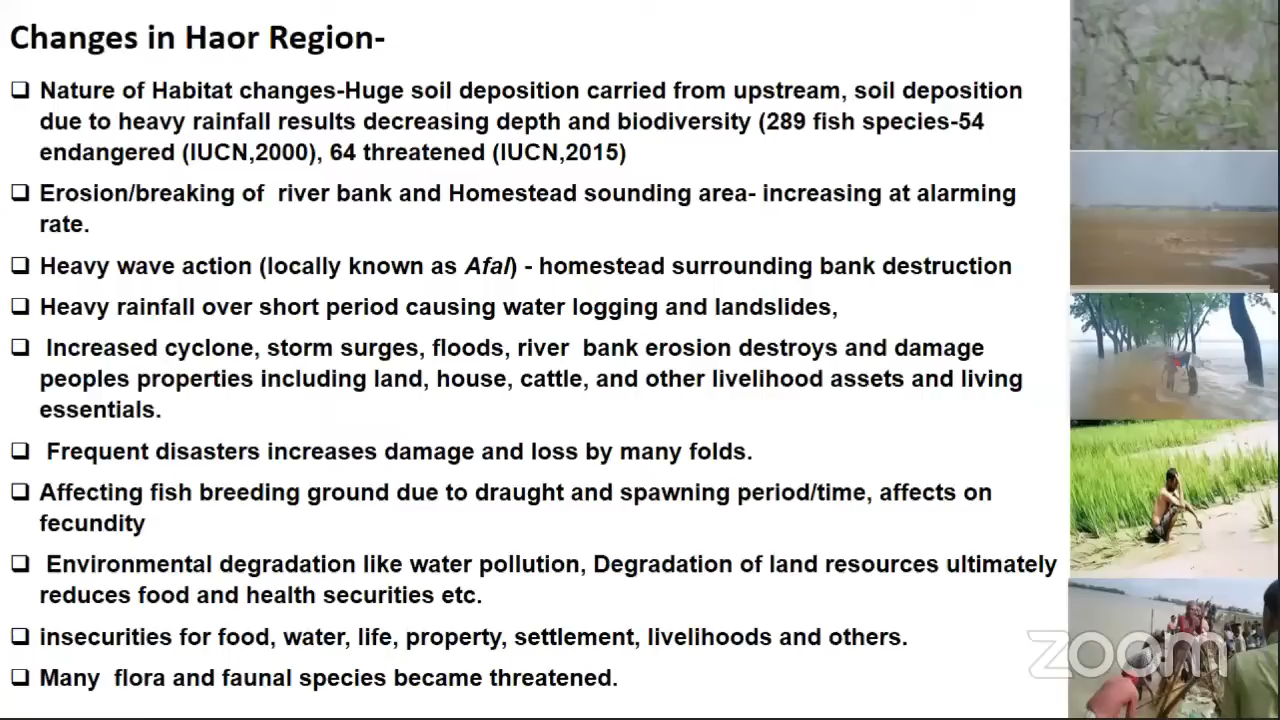 Changes in Haor Region-
❑ Nature of Habitat changes-Huge soil deposition carried from upstream, soil deposition
due to heavy rainfall results decreasing depth and biodiversity (289 fish species-54
endangered (IUCN,2000), 64 threatened (IUCN,2015)
❑ Erosion/breaking of river bank and Homestead sounding area- increasing at alarming
rate.
❑ Heavy wave action (locally known as Afal) - homestead surrounding bank destruction
❑ Heavy rainfall over short period causing water logging and landslides,
❑ Increased cyclone, storm surges, floods, river bank erosion destroys and damage
peoples properties including land, house, cattle, and other livelihood assets and living
essentials.
❑ Frequent disasters increases damage and loss by many folds.
❑ Affecting fish breeding ground due to draught and spawning period/time, affects on
fecundity
❑ Environmental degradation like water pollution, Degradation of land resources ultimately
reduces food and health securities etc.
❑ insecurities for food, water, life, property, settlement, livelihoods and others.
❑ Many flora and faunal species became threatened.
zoom